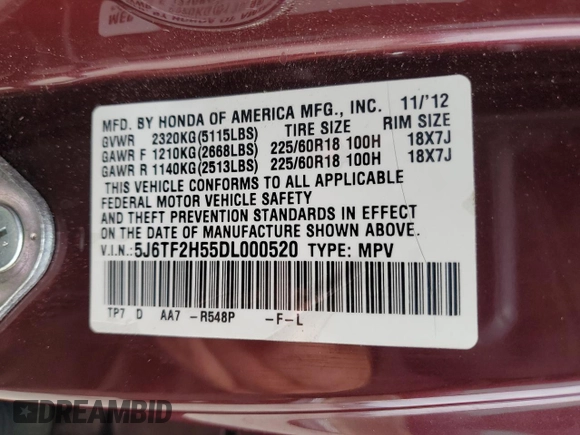 MFD. BY HONDA OF AMERICA MFG., INC. 11/'12
GVWR 2320KG(5115LBS) TIRE SIZE RIM SIZE
GAWR F 1210KG(2668LBS) 225/60R18 100H 18X7J
GAWR R 1140KG(2513LBS) 225/60R18 100H 18X7J
THIS VEHICLE CONFORMS TO ALL APPLICABLE
FEDERAL MOTOR VEHICLE SAFETY
AND THEFT PREVENTION STANDARDS IN EFFECT
ON THE DATE OF MANUFACTURE SHOWN ABOVE.
V.I.N.: 5J6TF2H55DL000520 TYPE: MPV
TP7 D AA7 -R548P -F-L
DREAMBID